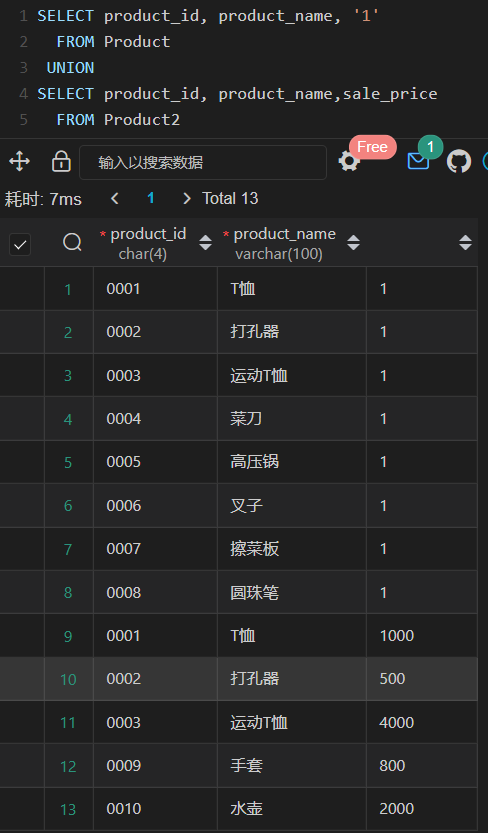 1 SELECT product_id, product_name, '1'
2 FROM Product
3 UNION
4 SELECT product_id, product_name,sale_price
5 FROM Product2
输入以搜索数据 Free 1
耗时: 7ms 1 Total 13
* product_id * product_name
char(4) varchar(100)
1 0001 T恤 1
2 0002 打孔器 1
3 0003 运动T恤 1
4 0004 菜刀 1
5 0005 高压锅 1
6 0006 叉子 1
7 0007 擦菜板 1
8 0008 圆珠笔 1
9 0001 T恤 1000
10 0002 打孔器 500
11 0003 运动T恤 4000
12 0009 手套 800
13 0010 水壶 2000